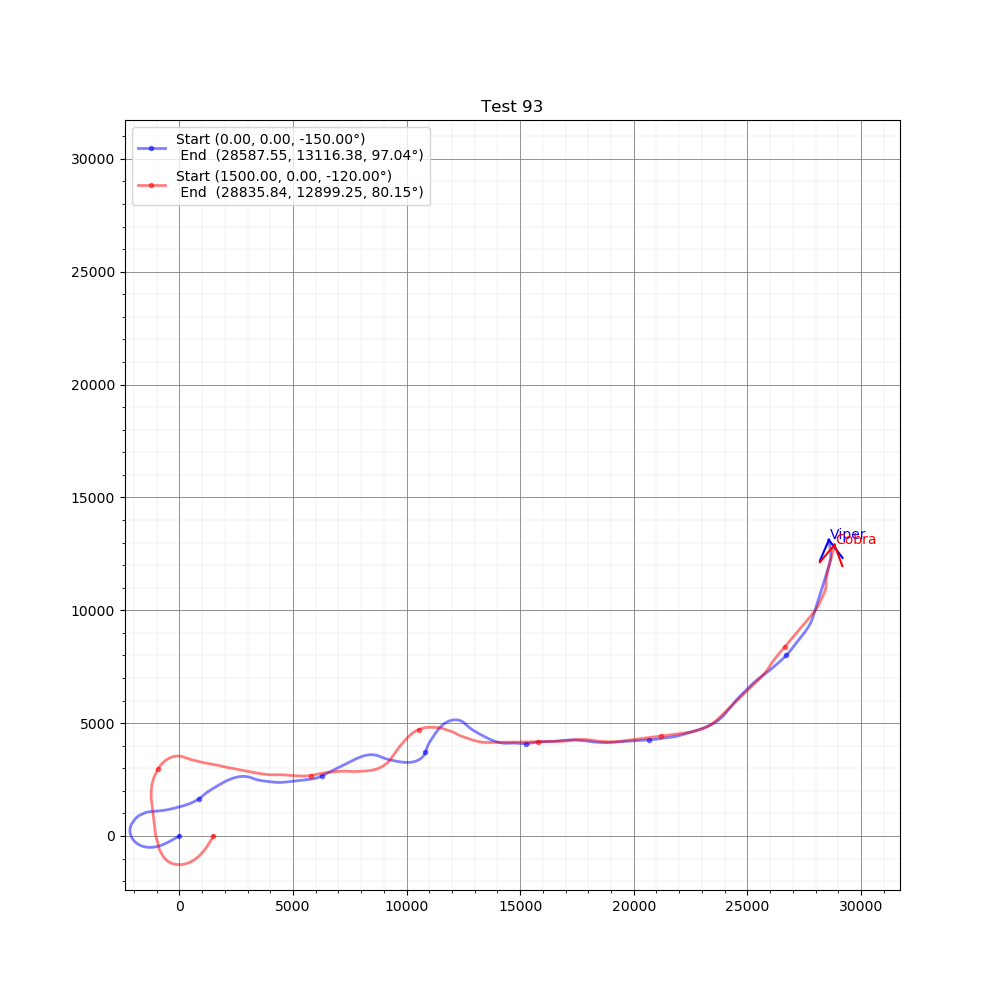 Test 93
Start (0.00, 0.00, -150.00°)
End (28587.55, 13116.38, 97.04°)
Start (1500.00, 0.00, -120.00°)
End (28835.84, 12899.25, 80.15°)
30000
25000
20000
15000
10000
5000
0
Viper
Cobra
0 5000 10000 15000 20000 25000 30000